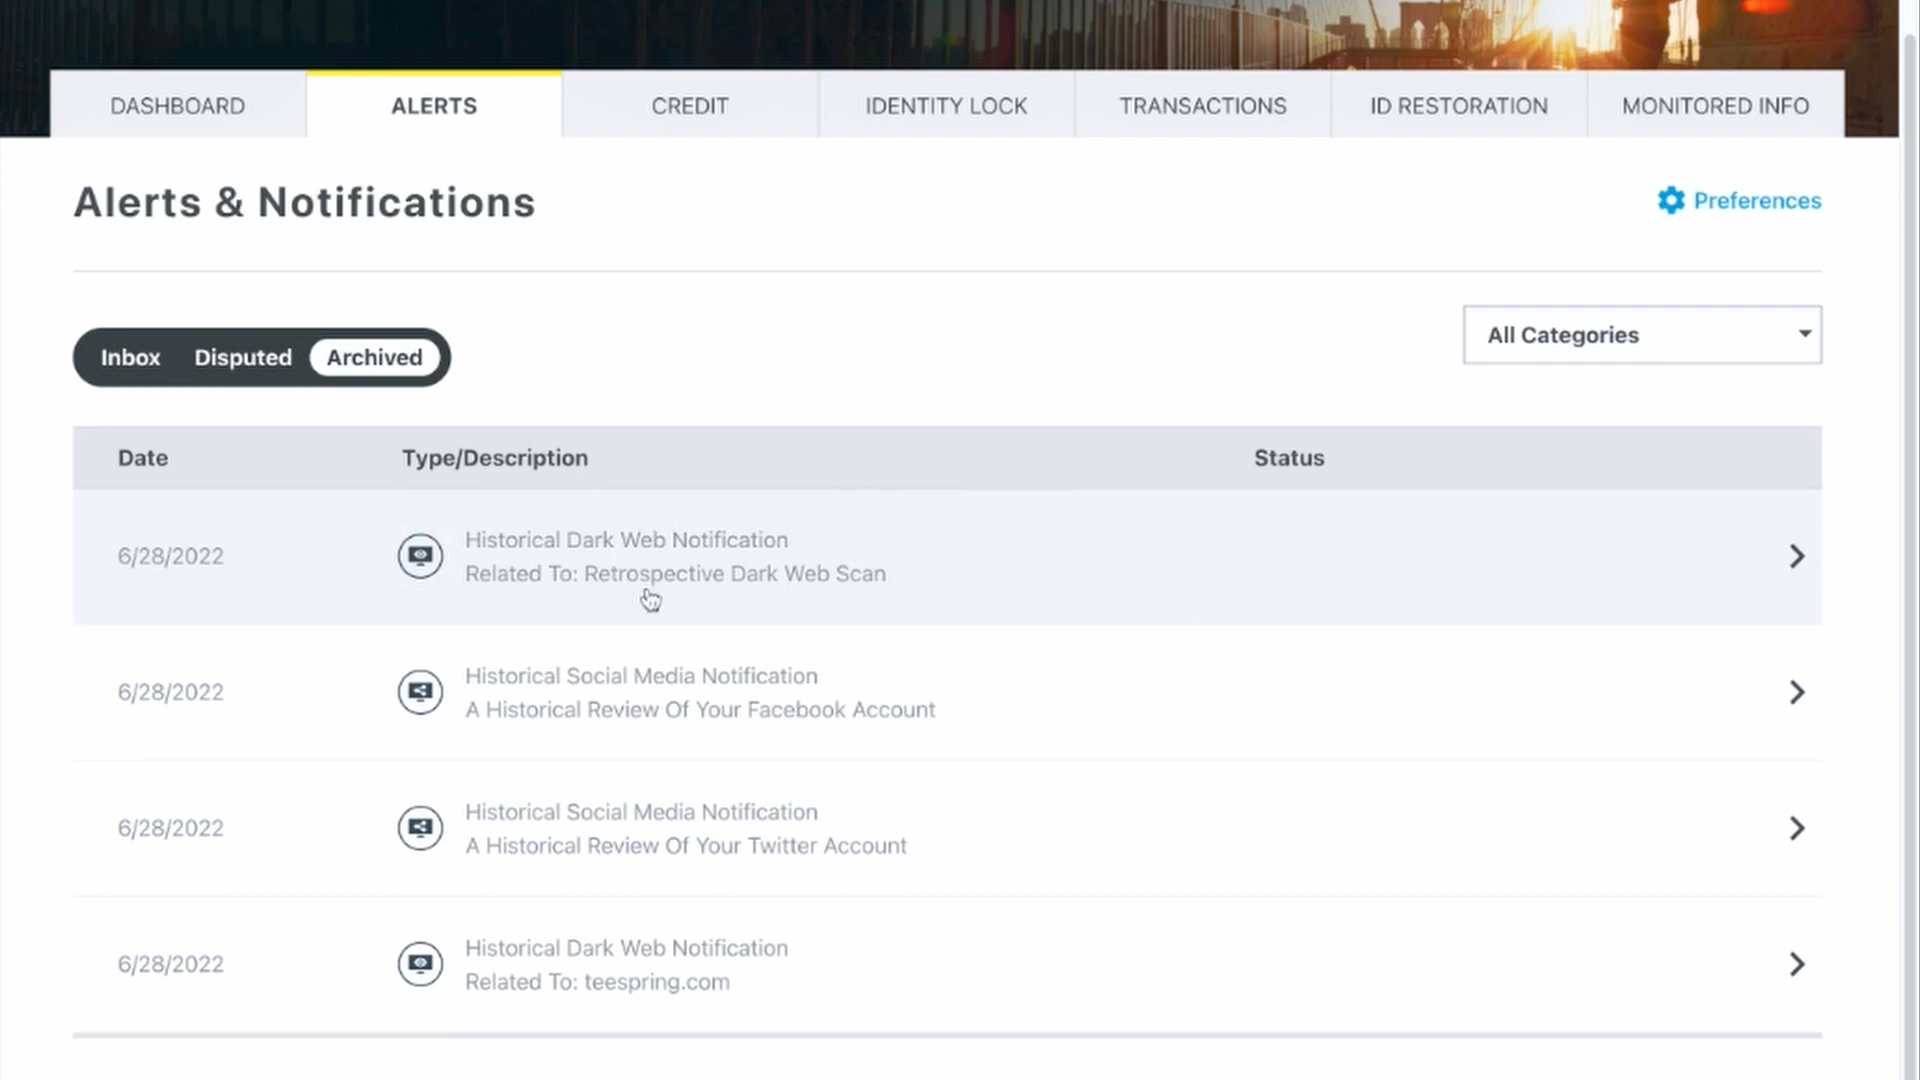 DASHBOARD ALERTS CREDIT IDENTITY LOCK TRANSACTIONS ID RESTORATION MONITORED INFO
Alerts & Notifications
Preferences
All Categories
Inbox Disputed Archived
Date Type/Description Status
6/28/2022
Historical Dark Web Notification
Related To: Retrospective Dark Web Scan
6/28/2022
Historical Social Media Notification
A Historical Review Of Your Facebook Account
6/28/2022
Historical Social Media Notification
A Historical Review Of Your Twitter Account
6/28/2022
Historical Dark Web Notification
Related To: teespring.com